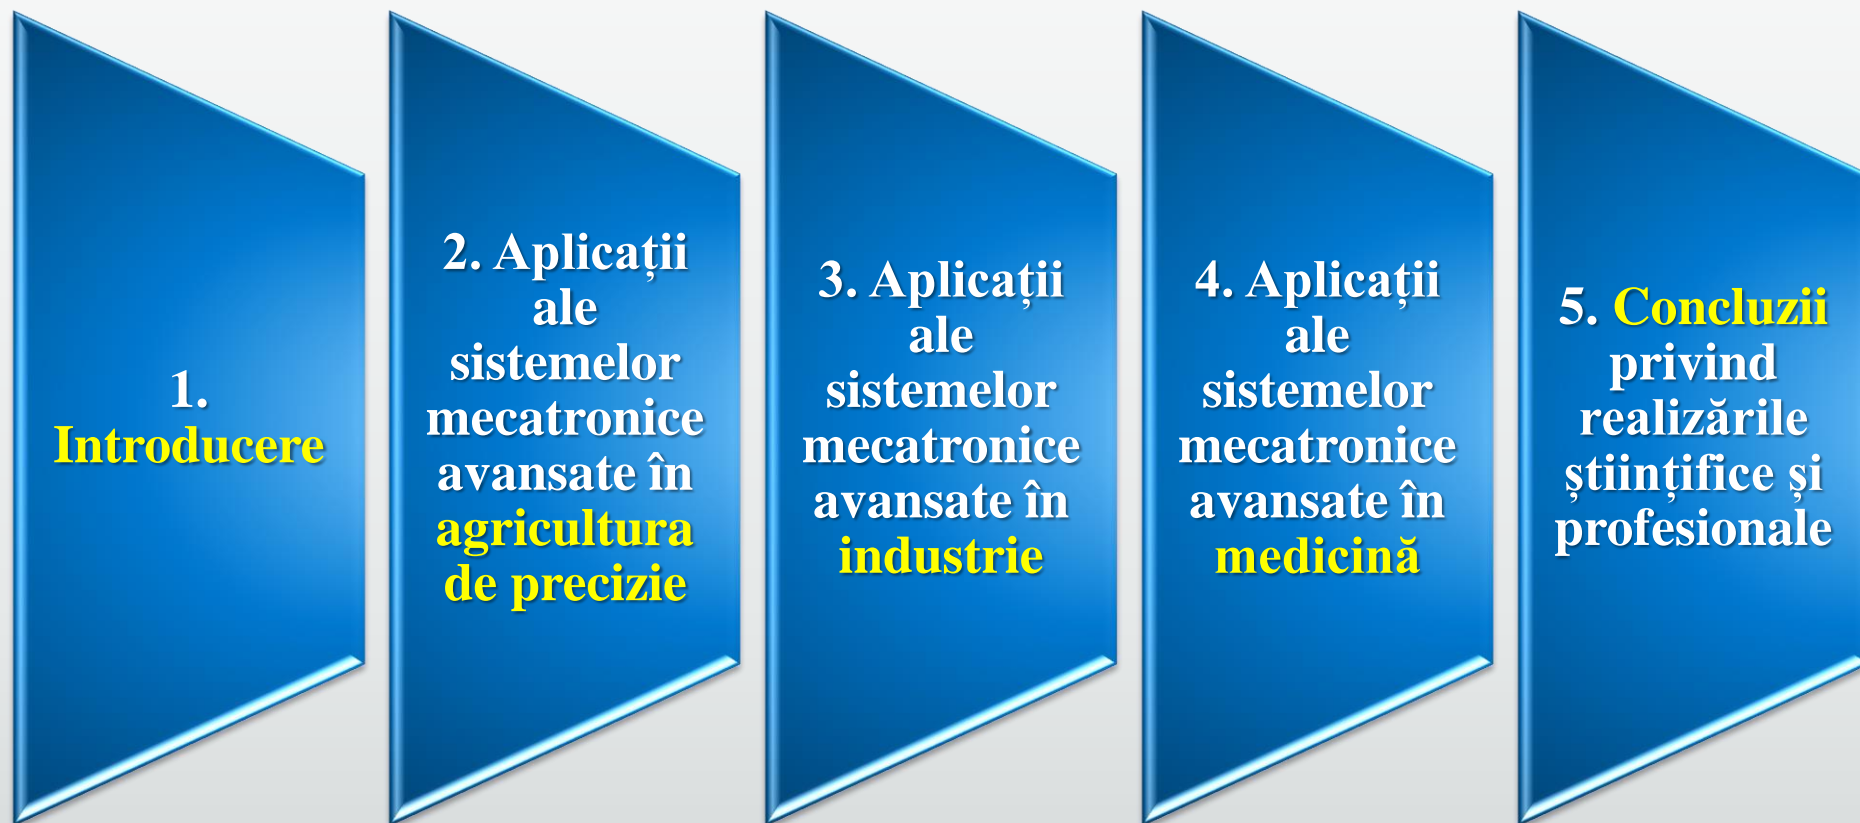 1.
Introducere
2. Aplicații
ale
sistemelor
mecatronice
avansate în
agricultura
de precizie
3. Aplicații
ale
sistemelor
mecatronice
avansate în
industrie
4. Aplicații
ale
sistemelor
mecatronice
avansate în
medicină
5. Concluzii
privind
realizările
științifice și
profesionale